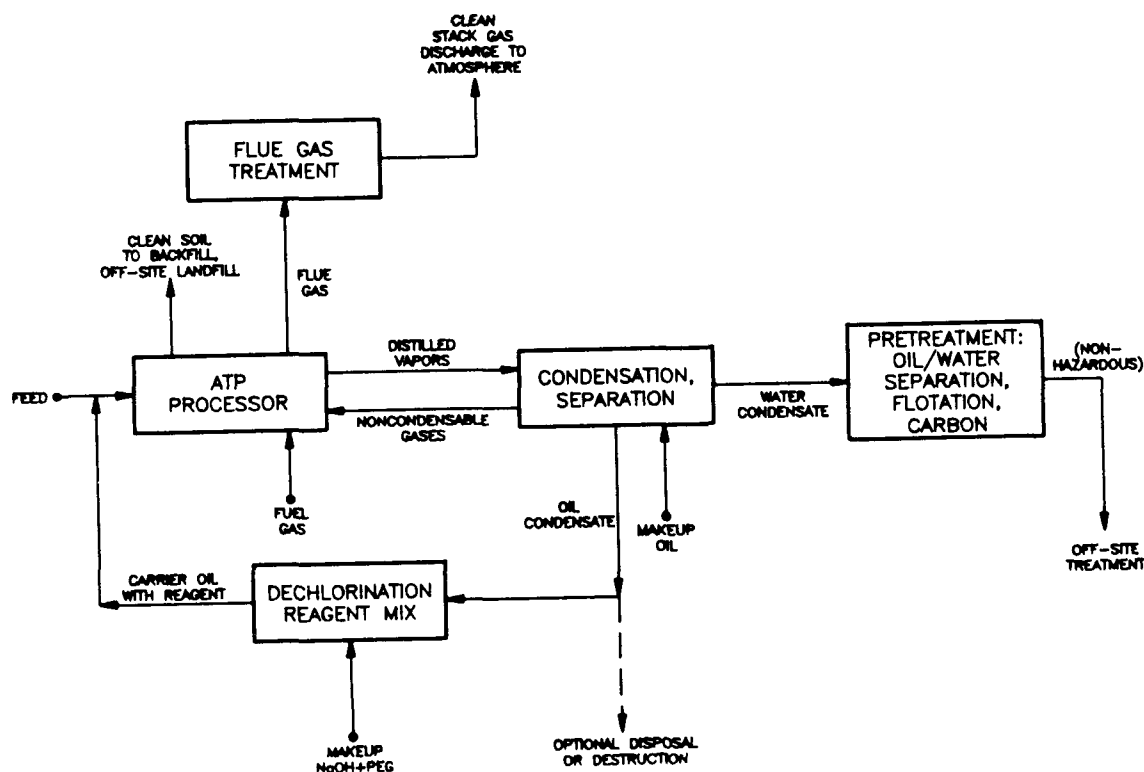 CLEAN
STACK GAS
DISCHARGE TO
ATMOSPHERE
FLUE GAS
TREATMENT
CLEAN SOIL
TO BACKFILL,
OFF-SITE LANDFILL
FLUE
GAS
DISTILLED
VAPORS
FEED
ATP
PROCESSOR
CONDENSATION,
SEPARATION
NONCONDENSABLE
GASES
WATER
CONDENSATE
PRETREATMENT:
OIL/WATER
SEPARATION,
FLOTATION,
CARBON
(NON-
HAZARDOUS)
FUEL
GAS
OIL
CONDENSATE
MAKEUP
OIL
OFF-SITE
TREATMENT
CARRIER OIL
WITH REAGENT
DECHLORINATION
REAGENT MIX
MAKEUP
NaOH+PEG
OPTIONAL DISPOSAL
OR DESTRUCTION